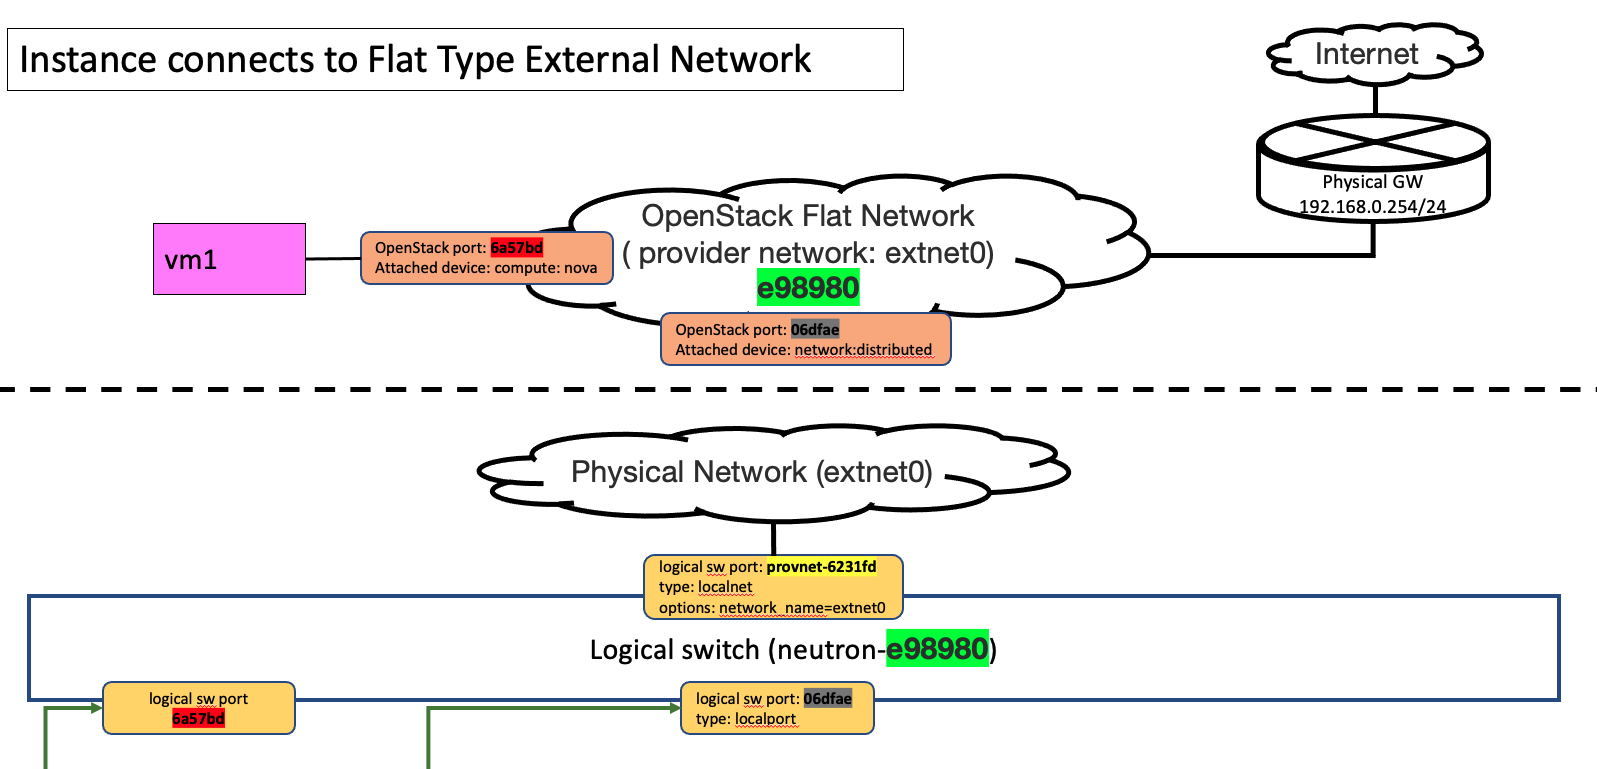 Instance connects to Flat Type External Network
Internet
Physical GW
192.168.0.254/24
OpenStack Flat Network
( provider network: extnet0)
e98980
vm1
OpenStack port: 6a57bd
Attached device: compute: nova
OpenStack port: 06dfae
Attached device: network:distributed
Physical Network (extnet0)
logical sw port: provnet-6231fd
type: localnet
options: network_name=extnet0
Logical switch (neutron-e98980)
logical sw port
6a57bd
logical sw port: 06dfae
type: localport